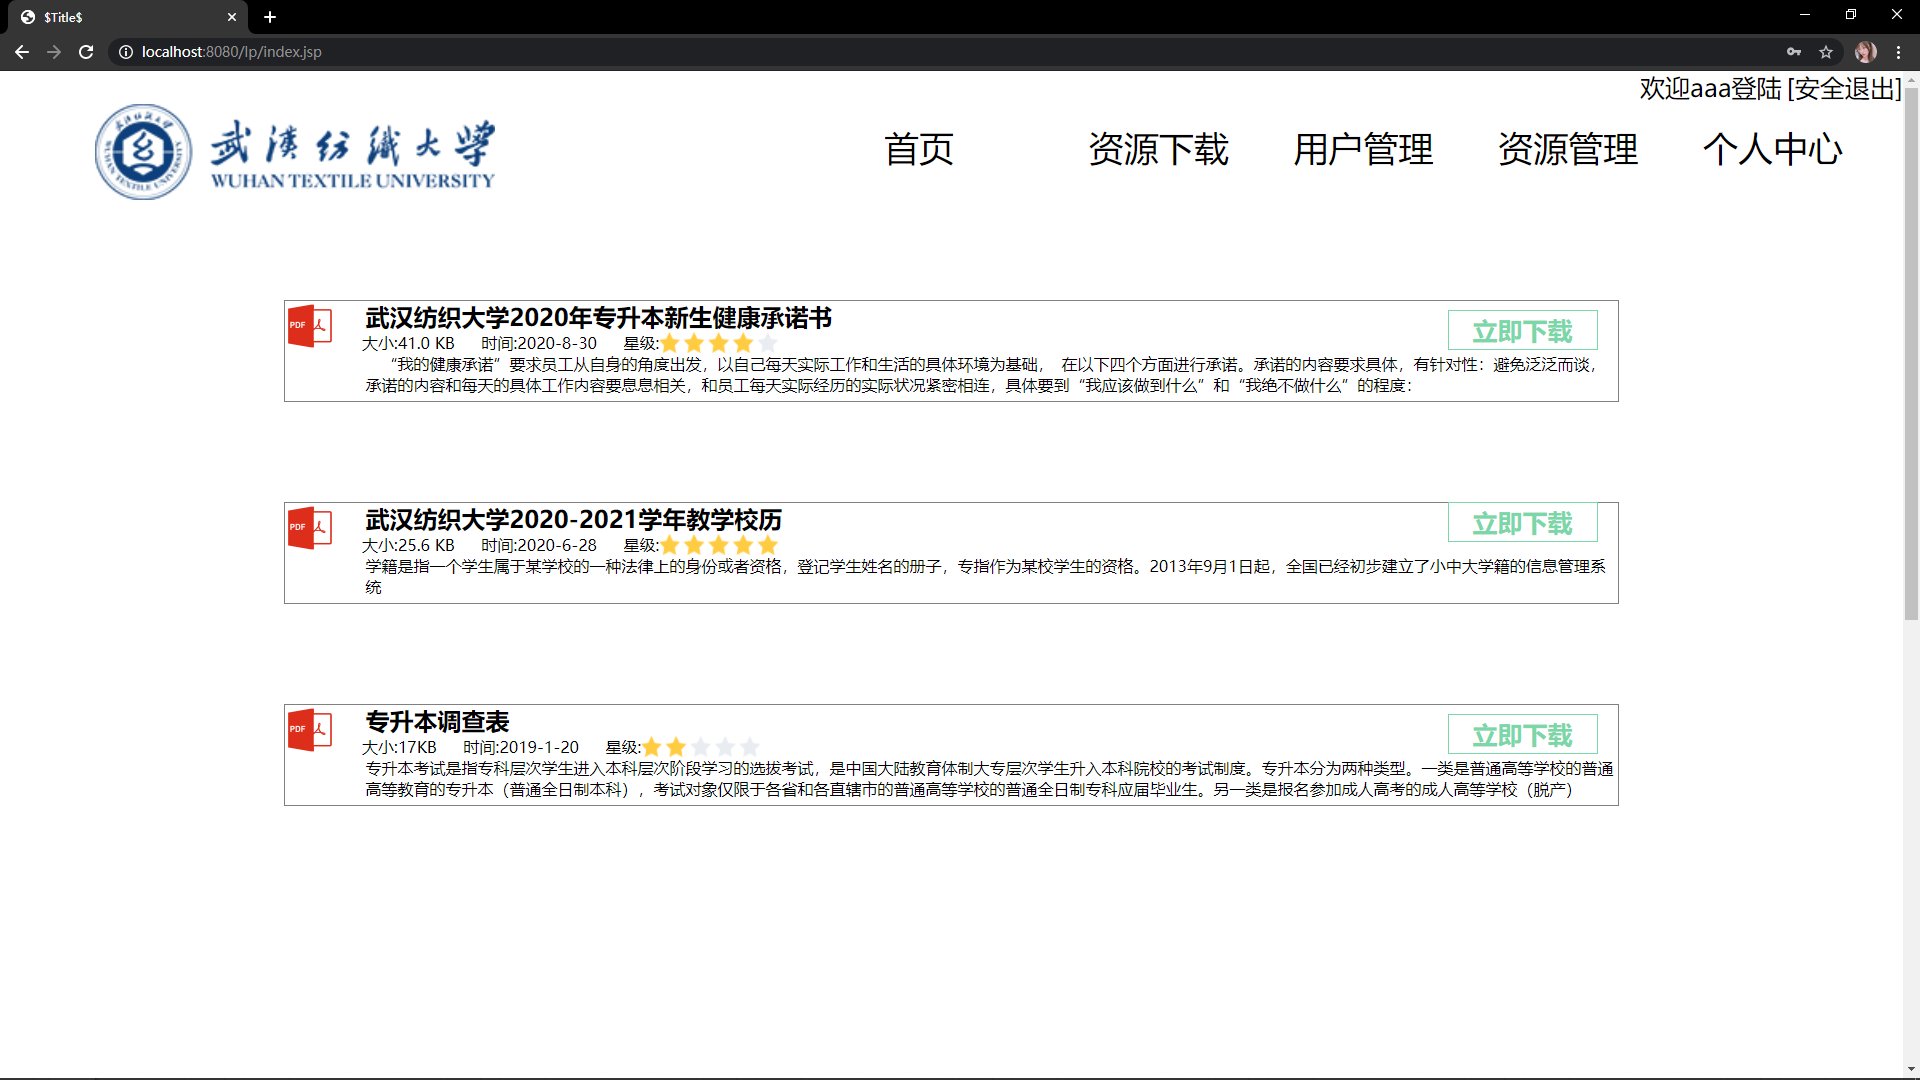 $Title$
localhost:8080/lp/index.jsp
欢迎aaa登陆 [安全退出]
武漢纺織大學
WUHAN TEXTILE UNIVERSITY
首页 资源下载 用户管理 资源管理 个人中心
PDF
武汉纺织大学2020年专升本新生健康承诺书
立即下载
大小:41.0 KB 时间:2020-8-30 星级:
“我的健康承诺”要求员工从自身的角度出发，以自己每天实际工作和生活的具体环境为基础， 在以下四个方面进行承诺。承诺的内容要求具体，有针对性：避免泛泛而谈，
承诺的内容和每天的具体工作内容要息息相关，和员工每天实际经历的实际状况紧密相连，具体要到“我应该做到什么”和“我绝不做什么”的程度：
PDF
武汉纺织大学2020-2021学年教学校历
立即下载
大小:25.6 KB 时间:2020-6-28 星级:
学籍是指一个学生属于某学校的一种法律上的身份或者资格，登记学生姓名的册子，专指作为某校学生的资格。2013年9月1日起，全国已经初步建立了小中大学籍的信息管理系
统
PDF
专升本调查表
立即下载
大小:17KB 时间:2019-1-20 星级:
专升本考试是指专科层次学生进入本科层次阶段学习的选拔考试，是中国大陆教育体制大专层次学生升入本科院校的考试制度。专升本分为两种类型。一类是普通高等学校的普通
高等教育的专升本（普通全日制本科），考试对象仅限于各省和各直辖市的普通高等学校的普通全日制专科应届毕业生。另一类是报名参加成人高考的成人高等学校（脱产）